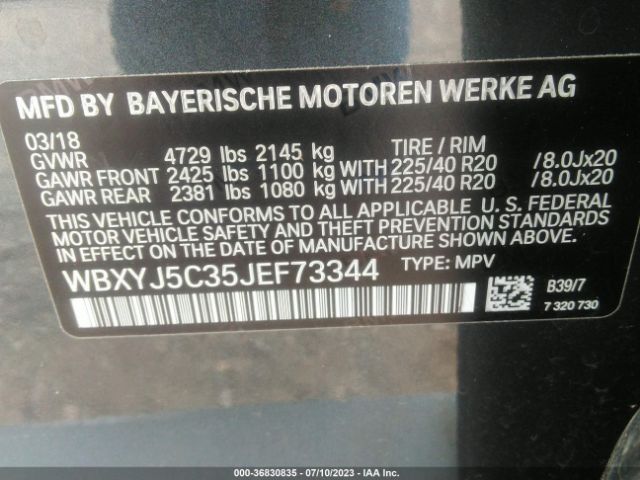 MFD BY BAYERISCHE MOTOREN WERKE AG
03/18
GVWR 4729 lbs 2145 kg TIRE / RIM
GAWR FRONT 2425 lbs 1100 kg WITH 225/40 R20 /8.0Jx20
GAWR REAR 2381 lbs 1080 kg WITH 225/40 R20 /8.0Jx20
THIS VEHICLE CONFORMS TO ALL APPLICABLE U. S. FEDERAL
MOTOR VEHICLE SAFETY AND THEFT PREVENTION STANDARDS
IN EFFECT ON THE DATE OF MANUFACTURE SHOWN ABOVE.
WBXYJ5C35JEF73344 TYPE: MPV
B39/7
7 320 730
000-36830835 - 07/10/2023 - IAA Inc.